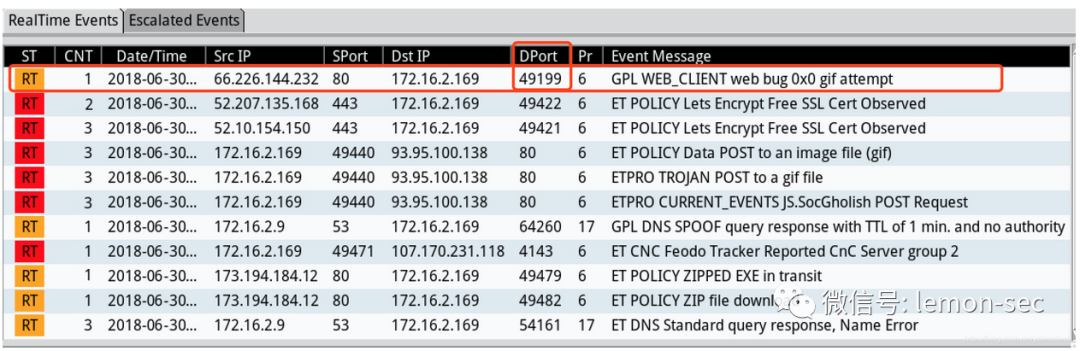 RealTime Events Escalated Events
ST CNT Date/Time Src IP SPort Dst IP DPort Pr Event Message
RT 1 2018-06-30... 66.226.144.232 80 172.16.2.169 49199 6 GPL WEB_CLIENT web bug 0x0 gif attempt
RT 2 2018-06-30... 52.207.135.168 443 172.16.2.169 49422 6 ET POLICY Lets Encrypt Free SSL Cert Observed
RT 3 2018-06-30... 52.10.154.150 443 172.16.2.169 49421 6 ET POLICY Lets Encrypt Free SSL Cert Observed
RT 3 2018-06-30... 172.16.2.169 49440 93.95.100.138 80 6 ET POLICY Data POST to an image file (gif)
RT 3 2018-06-30... 172.16.2.169 49440 93.95.100.138 80 6 ETPRO TROJAN POST to a gif file
RT 3 2018-06-30... 172.16.2.169 49440 93.95.100.138 80 6 ETPRO CURRENT_EVENTS JS.SocGholish POST Request
RT 1 2018-06-30... 172.16.2.9 53 172.16.2.169 64260 17 GPL DNS SPOOF query response with TTL of 1 min. and no authority
RT 1 2018-06-30... 172.16.2.169 49471 107.170.231.118 4143 6 ET CNC Feodo Tracker Reported CnC Server group 2
RT 1 2018-06-30... 173.194.184.12 80 172.16.2.169 49479 6 ET POLICY ZIPPED EXE in transit
RT 1 2018-06-30... 173.194.184.12 80 172.16.2.169 49482 6 ET POLICY ZIP file
微信号: lemon-sec
RT 3 2018-06-30... 172.16.2.9 53 172.16.2.169 54161 17 ET DNS Standard query response, Name Error